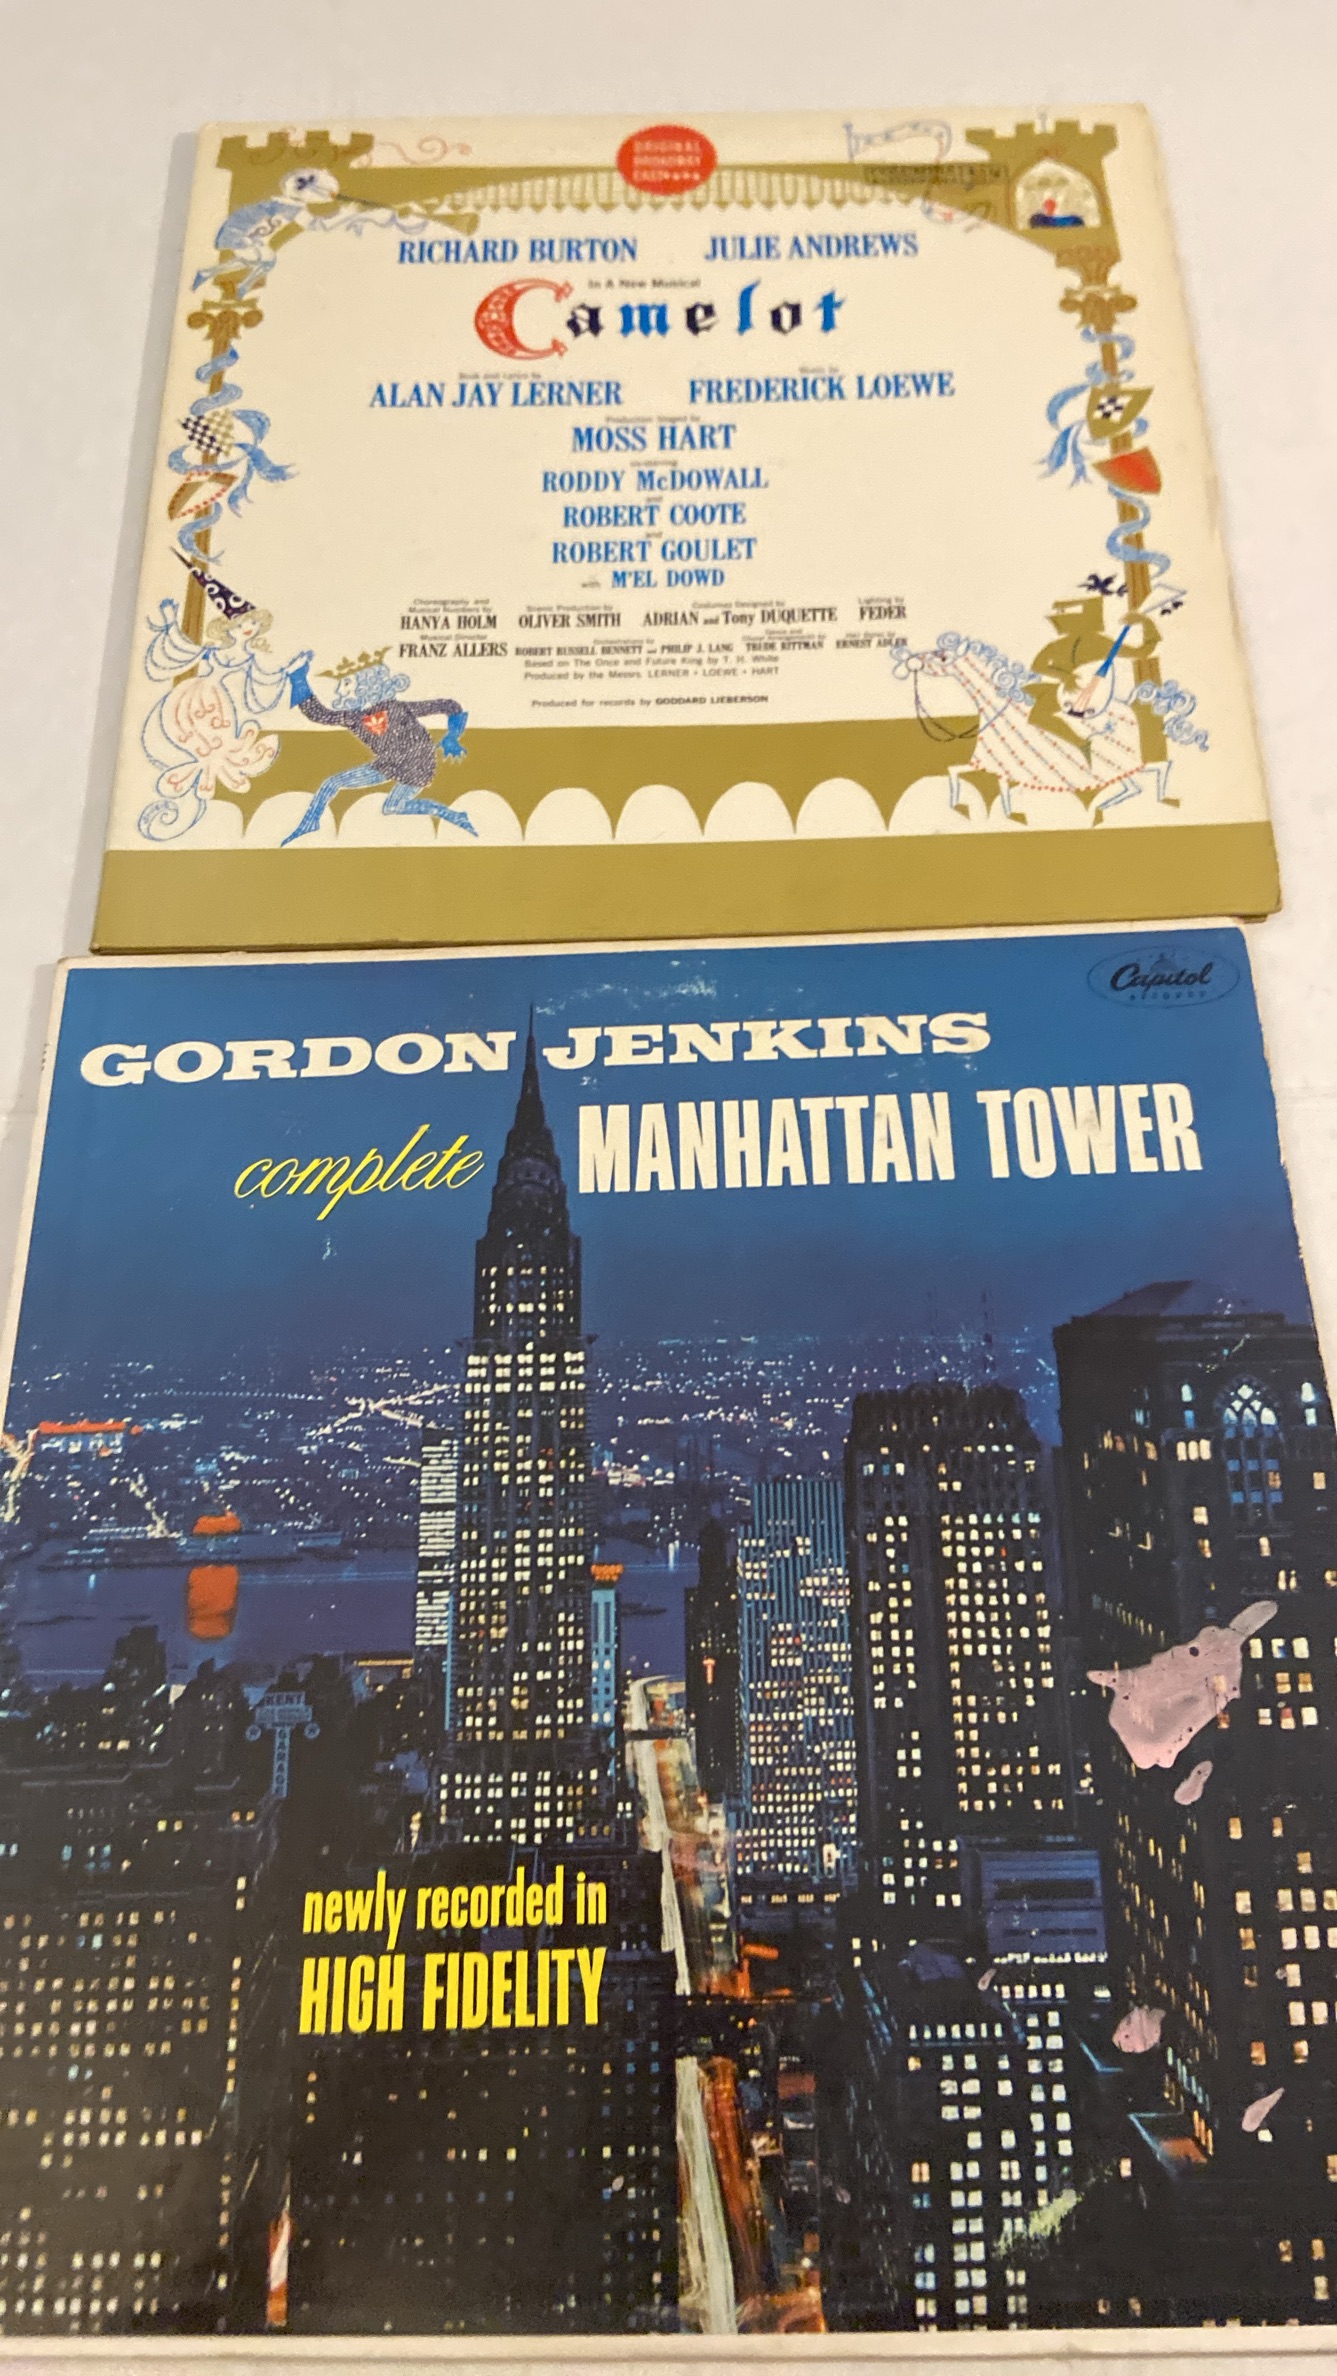 ORIGINAL
BROADWAY
CAST
RICHARD BURTON JULIE ANDREWS
In A New Musical
Camelot
Book and Lyrics by Music by
ALAN JAY LERNER FREDERICK LOEWE
Production Staged by
MOSS HART
co-starring
RODDY McDOWALL
and
ROBERT COOTE
and
ROBERT GOULET
with M'EL DOWD
Choreography and
Musical Numbers by Scenic Production by Costumes Designed by Lighting by
HANYA HOLM OLIVER SMITH ADRIAN and Tony DUQUETTE FEDER
Musical Director Orchestrations by Dance and Choral Arrangements by Hair Styles by
FRANZ ALLERS ROBERT RUSSELL BENNETT and PHILIP J. LANG TRUDE RITTMAN ERNEST ADLER
Based on The Once and Future King by T. H. White
Produced by the Messrs LERNER • LOEWE • HART
Produced for records by GODDARD LIEBERSON
Capitol
RECORDS
GORDON JENKINS
complete MANHATTAN TOWER
KENT
GARAGE
newly recorded in
HIGH FIDELITY